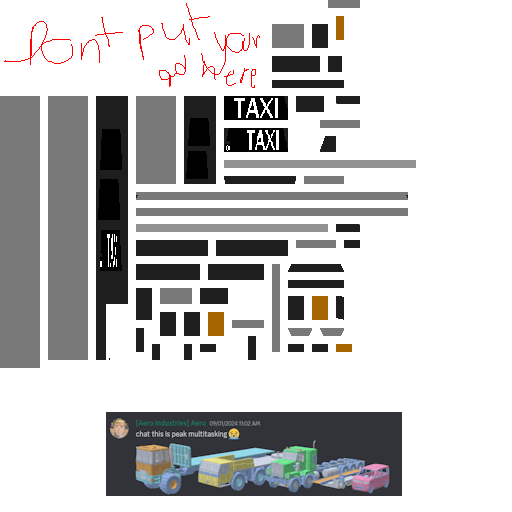 font put your
ad here
TAXI
TAXI
[Aero Industries] Aero 09/01/2024 11:02 AM
chat this is peak multitasking 😭